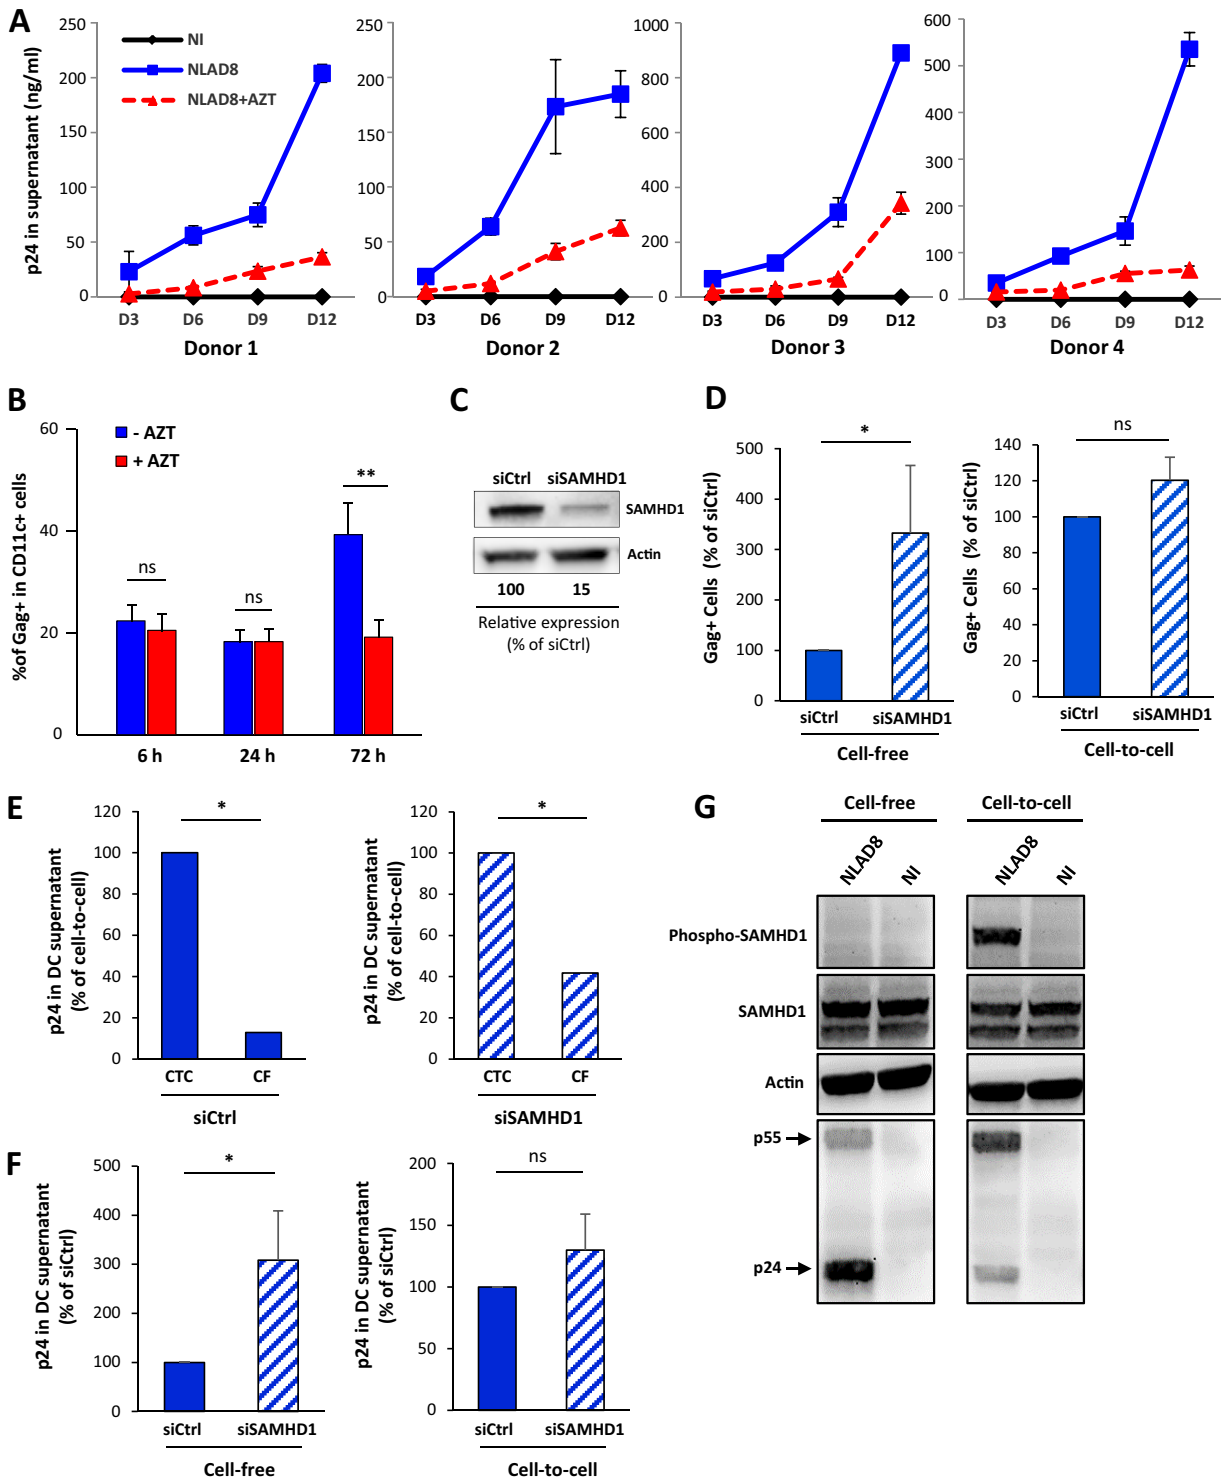 A
p24 in supernatant (ng/ml)
NI
NLAD8
NLAD8+AZT
250
200
150
100
50
0
D3 D6 D9 D12
Donor 1
250
200
150
100
50
0
D3 D6 D9 D12
Donor 2
1000
800
600
400
200
0
D3 D6 D9 D12
Donor 3
600
500
400
300
200
100
0
D3 D6 D9 D12
Donor 4
B
%of Gag+ in CD11c+ cells
60
40
20
0
- AZT
+ AZT
ns
ns
**
6 h 24 h 72 h
C
siCtrl siSAMHD1
SAMHD1
Actin
100 15
Relative expression
(% of siCtrl)
D
Gag+ Cells (% of siCtrl)
500
450
400
350
300
250
200
150
100
50
0
*
siCtrl siSAMHD1
Cell-free
Gag+ Cells (% of siCtrl)
140
120
100
80
60
40
20
0
ns
siCtrl siSAMHD1
Cell-to-cell
E
p24 in DC supernatant
(% of cell-to-cell)
120
100
80
60
40
20
0
*
CTC CF
siCtrl
p24 in DC supernatant
(% of cell-to-cell)
120
100
80
60
40
20
0
*
CTC CF
siSAMHD1
F
p24 in DC supernatant
(% of siCtrl)
500
400
300
200
100
0
*
siCtrl siSAMHD1
Cell-free
p24 in DC supernatant
(% of siCtrl)
200
150
100
50
0
ns
siCtrl siSAMHD1
Cell-to-cell
G
Cell-free Cell-to-cell
NLAD8 NI NLAD8 NI
Phospho-SAMHD1
SAMHD1
Actin
p55
p24